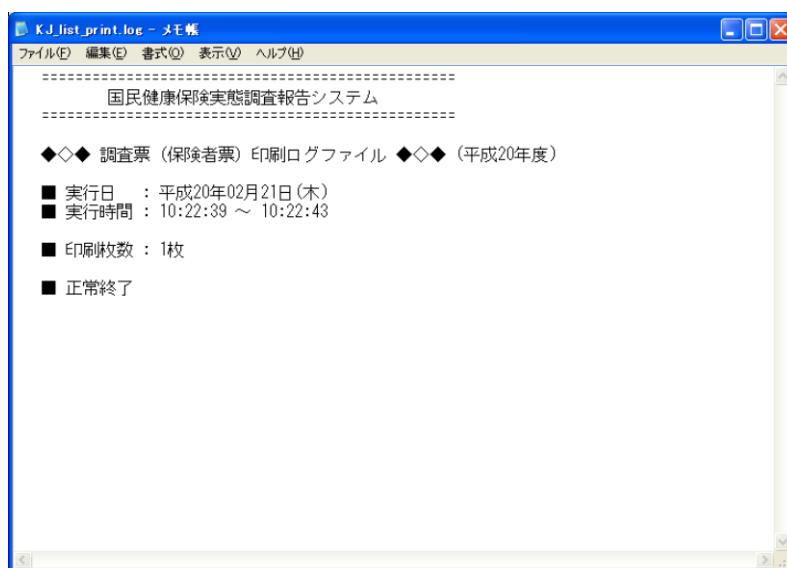 KJ_list_print.log - メモ帳
ファイル(F) 編集(E) 書式(O) 表示(V) ヘルプ(H)
================================================
国民健康保険実態調査報告システム
================================================
◆◇◆ 調査票（保険者票）印刷ログファイル ◆◇◆（平成20年度）
■ 実行日 : 平成20年02月21日(木)
■ 実行時間 : 10:22:39 ～ 10:22:43
■ 印刷枚数 : 1枚
■ 正常終了